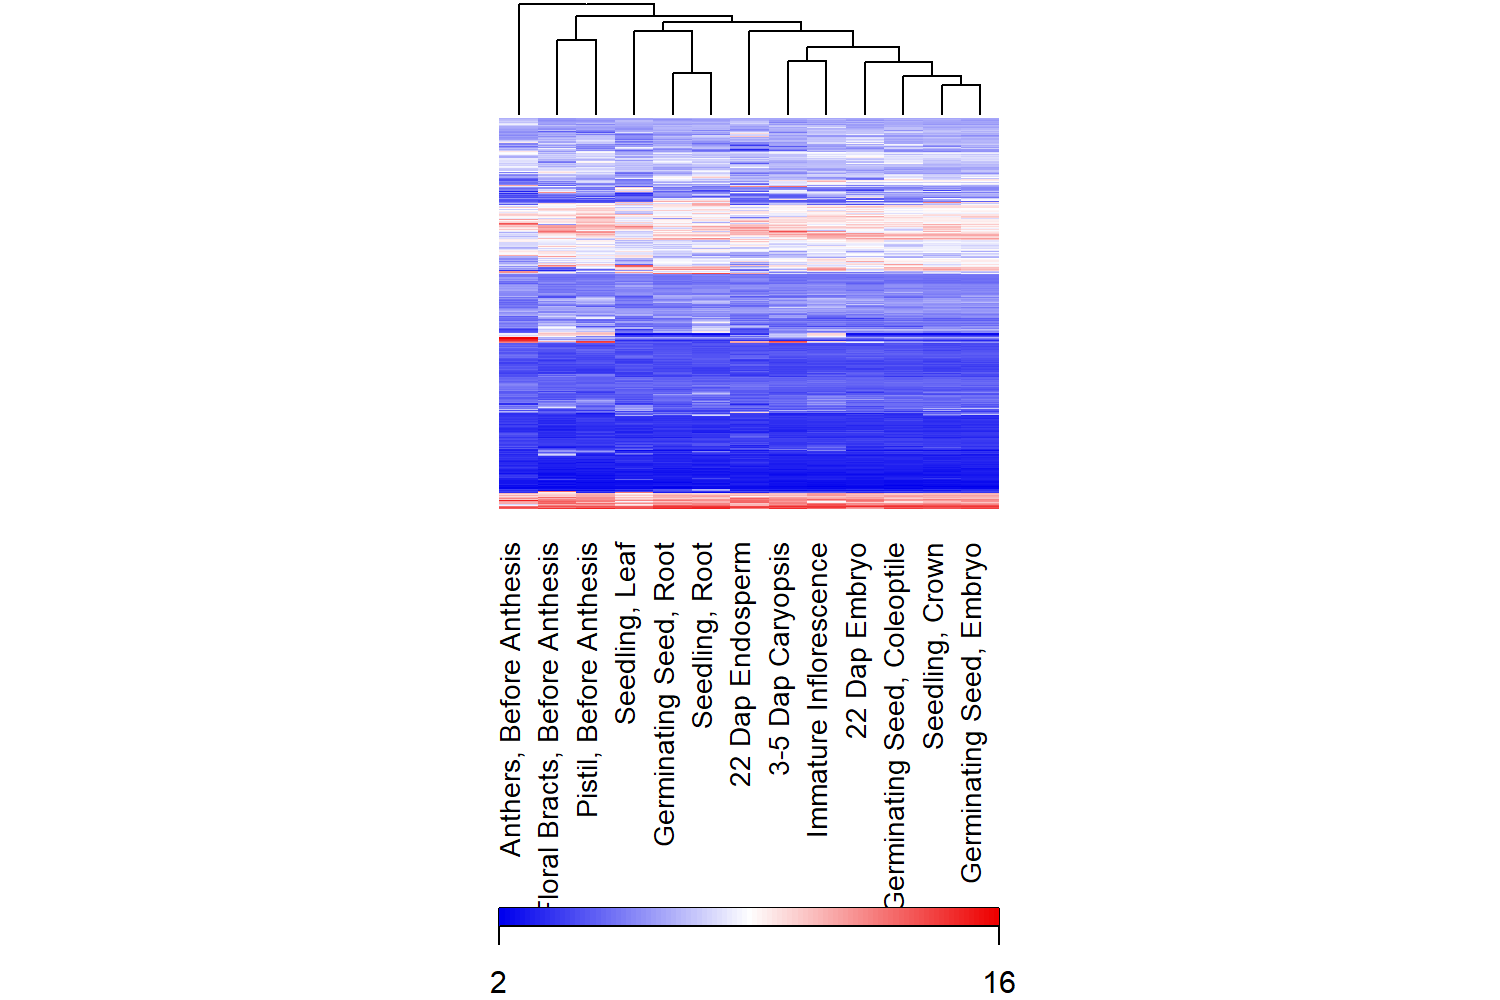 Anthers, Before Anthesis
Floral Bracts, Before Anthesis
Pistil, Before Anthesis
Seedling, Leaf
Germinating Seed, Root
Seedling, Root
22 Dap Endosperm
3-5 Dap Caryopsis
Immature Inflorescence
22 Dap Embryo
Germinating Seed, Coleoptile
Seedling, Crown
Germinating Seed, Embryo
2
16